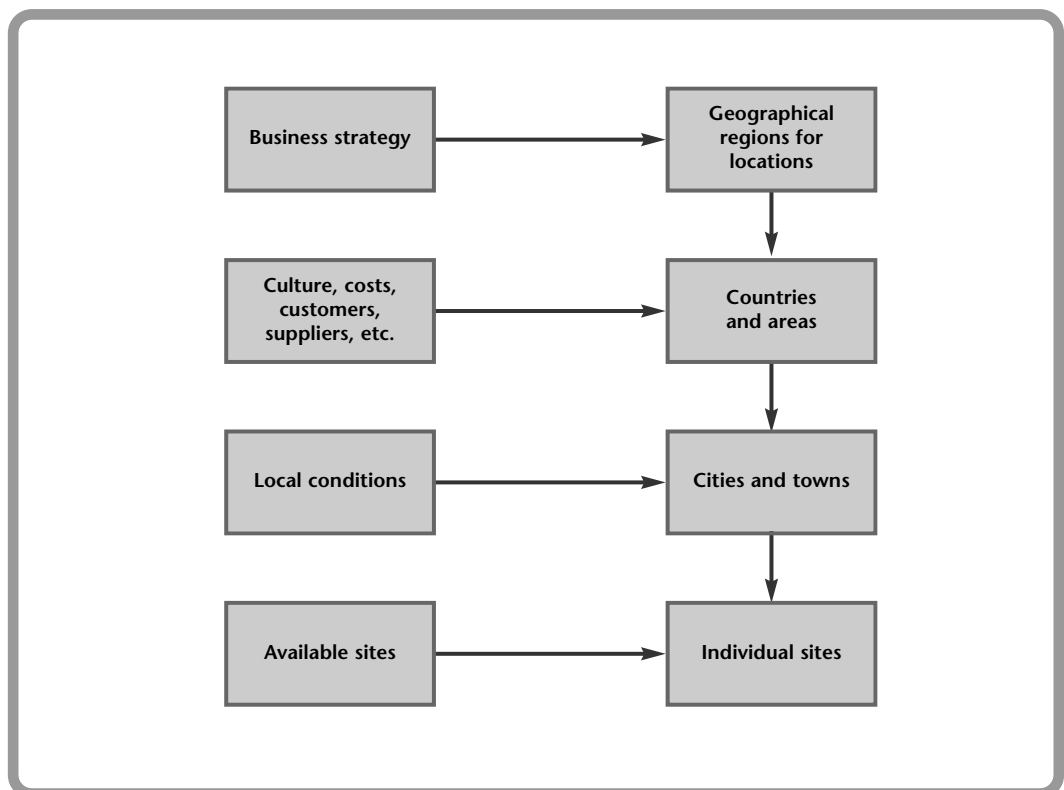 Business strategy
Geographical
regions for
locations
Culture, costs,
customers,
suppliers, etc.
Countries
and areas
Local conditions
Cities and towns
Available sites
Individual sites